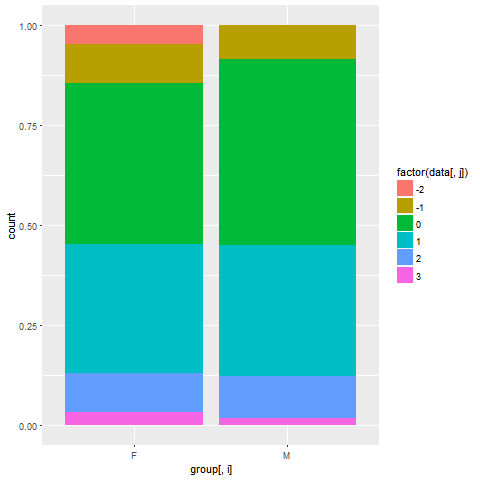 1.00
0.75
0.50
0.25
0.00
count
F
M
group[, i]
factor(data[, j])
-2
-1
0
1
2
3